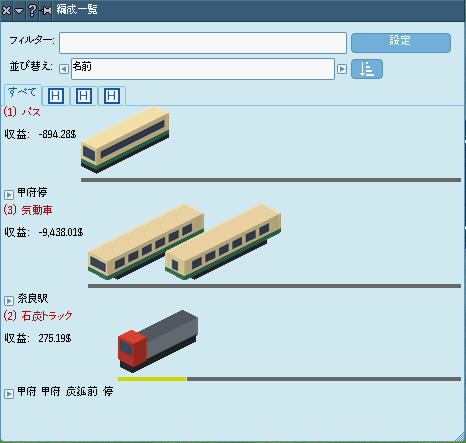 編成一覧
フィルター:
設定
並び替え: 名前
すべて H H H
(1) バス
収益: -894.28$
甲府停
(3) 気動車
収益: -9,438.01$
奈良駅
(2) 石炭トラック
収益: 275.19$
甲府 甲府 炭鉱前 停